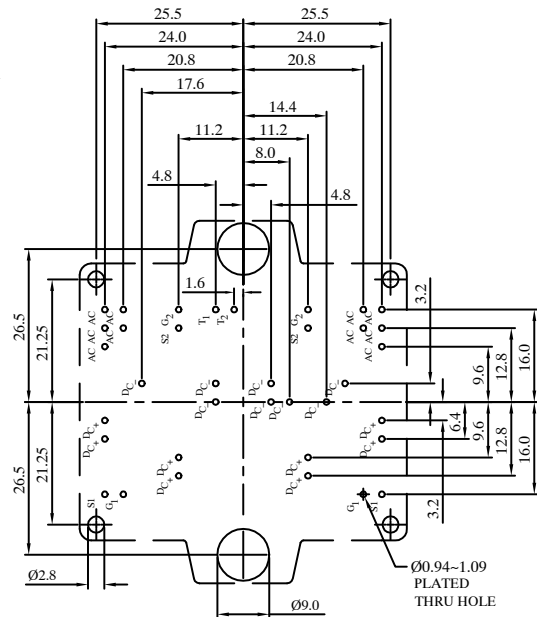 25.5 25.5
24.0 24.0
20.8 20.8
17.6
14.4
11.2 11.2
8.0
4.8 4.8
1.6
3.2
26.5
21.25
AC AC G2 T1 T2 G2 AC AC
AC AC S2 S2 AC AC
AC AC
16.0
12.8
9.6
DC- DC- DC-
DC- DC- DC- DC-
DC+ DC+
DC+ DC+
DC+ DC+
DC+ DC+
S1 G1 G1 S1
6.4
9.6
12.8
16.0
3.2
26.5
21.25
Ø2.8
Ø9.0
Ø0.94~1.09
PLATED
THRU HOLE